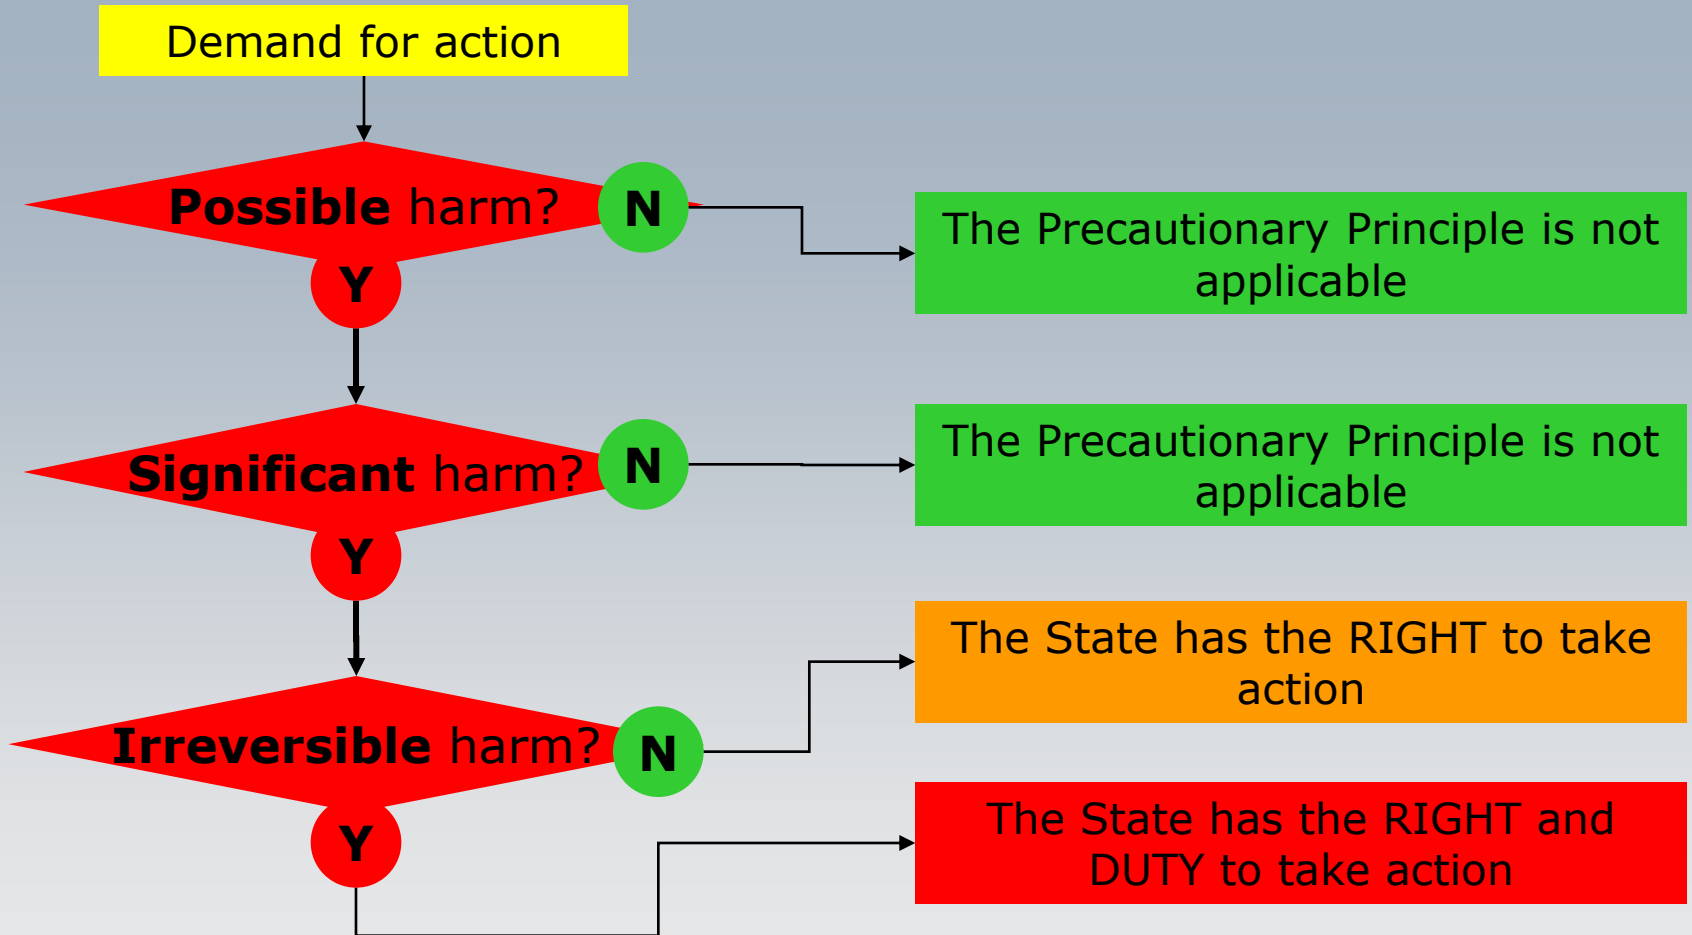 Demand for action
Possible harm?
N
The Precautionary Principle is not
applicable
Y
Significant harm?
N
The Precautionary Principle is not
applicable
Y
Irreversible harm?
N
The State has the RIGHT to take
action
Y
The State has the RIGHT and
DUTY to take action